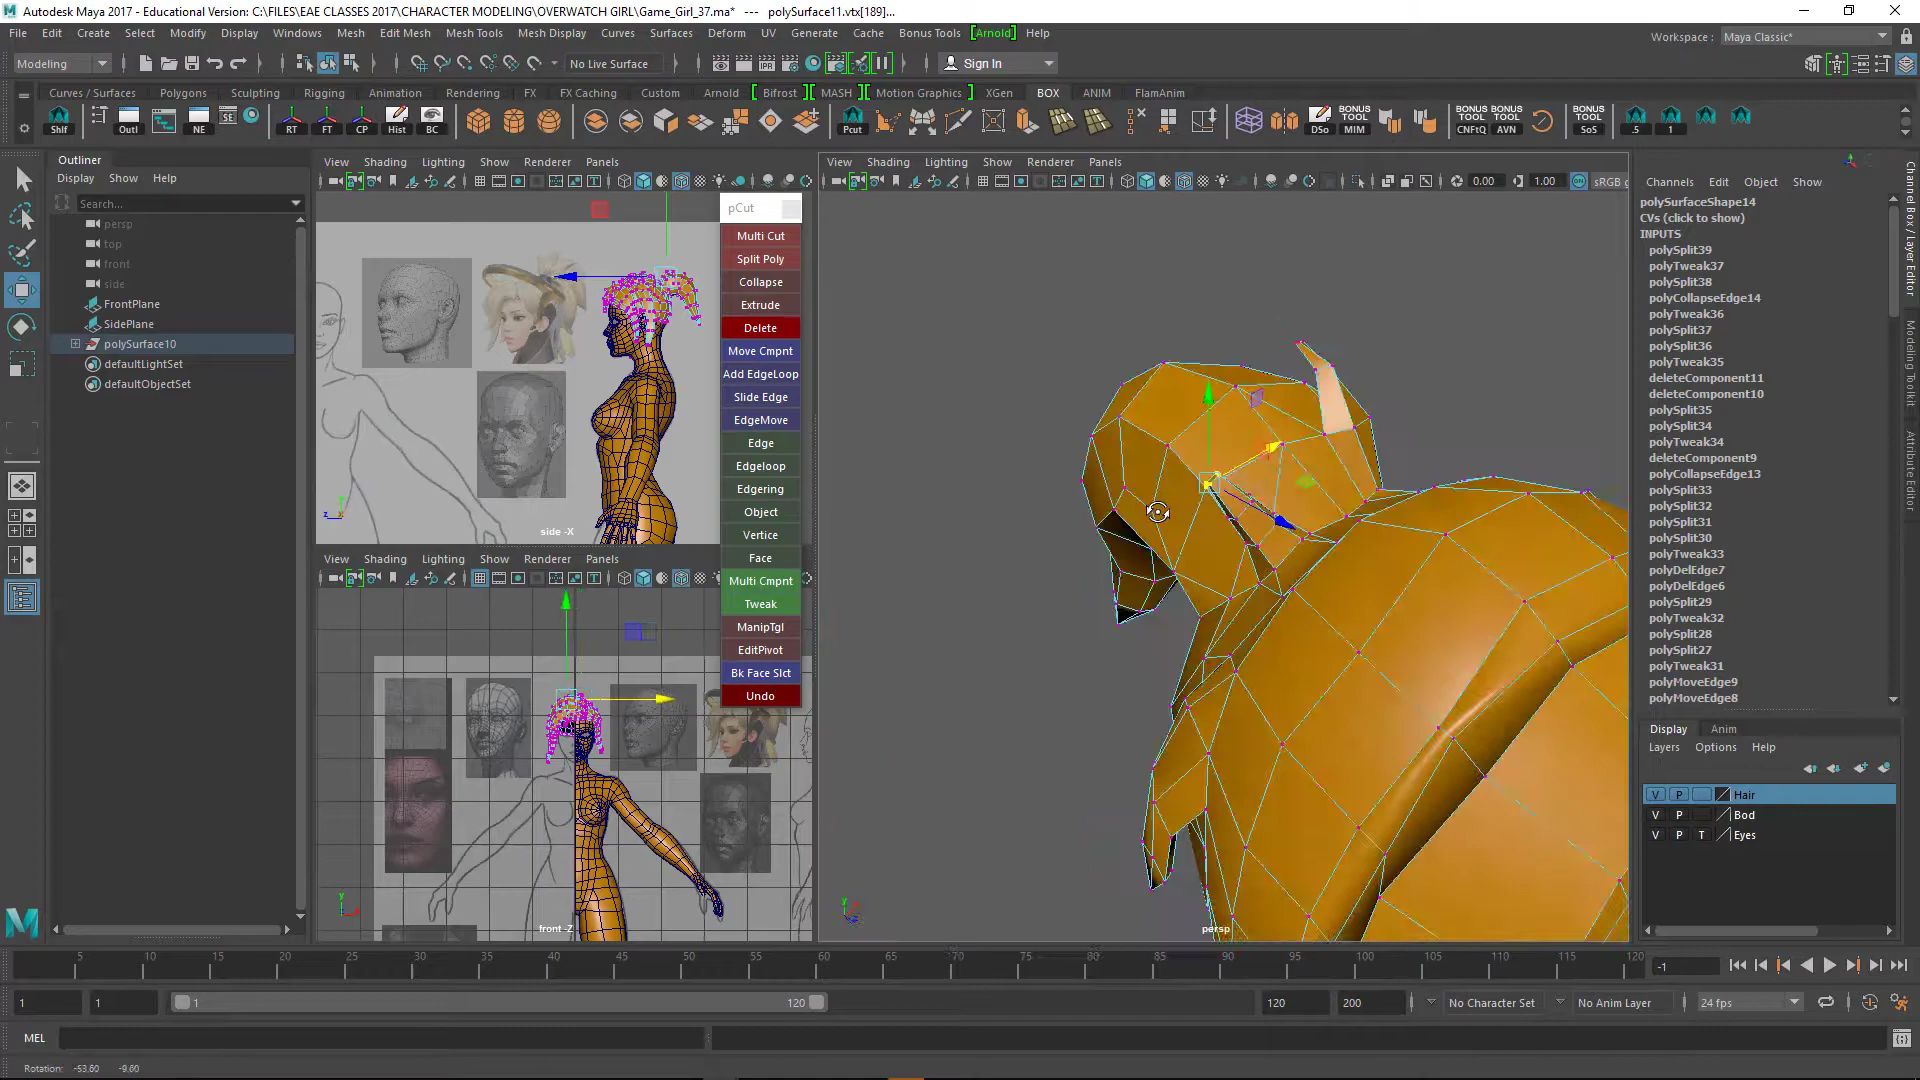 Autodesk Maya 2017 - Educational Version: C:\FILES\EAE CLASSES 2017\CHARACTER MODELING\OVERWATCH GIRL\Game_Girl_37.ma* --- polySurface11.vtx[189]...
File Edit Create Select Modify Display Windows Mesh Edit Mesh Mesh Tools Mesh Display Curves Surfaces Deform UV Generate Cache Bonus Tools [Arnold] Help
Workspace : Maya Classic*
Modeling
No Live Surface
Sign In
Curves / Surfaces Polygons Sculpting Rigging Animation Rendering FX FX Caching Custom Arnold Bifrost MASH Motion Graphics XGen BOX ANIM FlamAnim
Shlf Outl NE SE RT FT CP Hist BC Pcut
BONUS TOOL MIM
DSo
BONUS TOOL CNFtQ
BONUS TOOL AVN
BONUS TOOL SoS
.5 1
Outliner
Display Show Help
Search...
persp
top
front
side
FrontPlane
SidePlane
polySurface10
defaultLightSet
defaultObjectSet
View Shading Lighting Show Renderer Panels
side -X
View Shading Lighting Show Renderer Panels
front -Z
pCut
Multi Cut
Split Poly
Collapse
Extrude
Delete
Move Cmpnt
Add EdgeLoop
Slide Edge
EdgeMove
Edge
Edgeloop
Edgering
Object
Vertice
Face
Multi Cmpnt
Tweak
ManipTgl
EditPivot
Bk Face Slct
Undo
View Shading Lighting Show Renderer Panels
0.00 1.00 sRGB g
persp
Channels Edit Object Show
polySurfaceShape14
CVs (click to show)
INPUTS
polySplit39
polyTweak37
polySplit38
polyCollapseEdge14
polyTweak36
polySplit37
polySplit36
polyTweak35
deleteComponent11
deleteComponent10
polySplit35
polySplit34
polyTweak34
deleteComponent9
polyCollapseEdge13
polySplit33
polySplit32
polySplit31
polySplit30
polyTweak33
polyDelEdge7
polyDelEdge6
polySplit29
polyTweak32
polySplit28
polySplit27
polyTweak31
polyMoveEdge9
polyMoveEdge8
Display Anim
Layers Options Help
V P Hair
V P Bod
V P T Eyes
Channel Box / Layer Editor
Modeling Toolkit
Attribute Editor
5 10 15 20 25 30 35 40 45 50 55 60 65 70 75 80 85 90 95 100 105 110 115 120
-1
1 1 1 120 120 200 No Character Set No Anim Layer 24 fps
MEL
Rotation: -53.60 -9.60